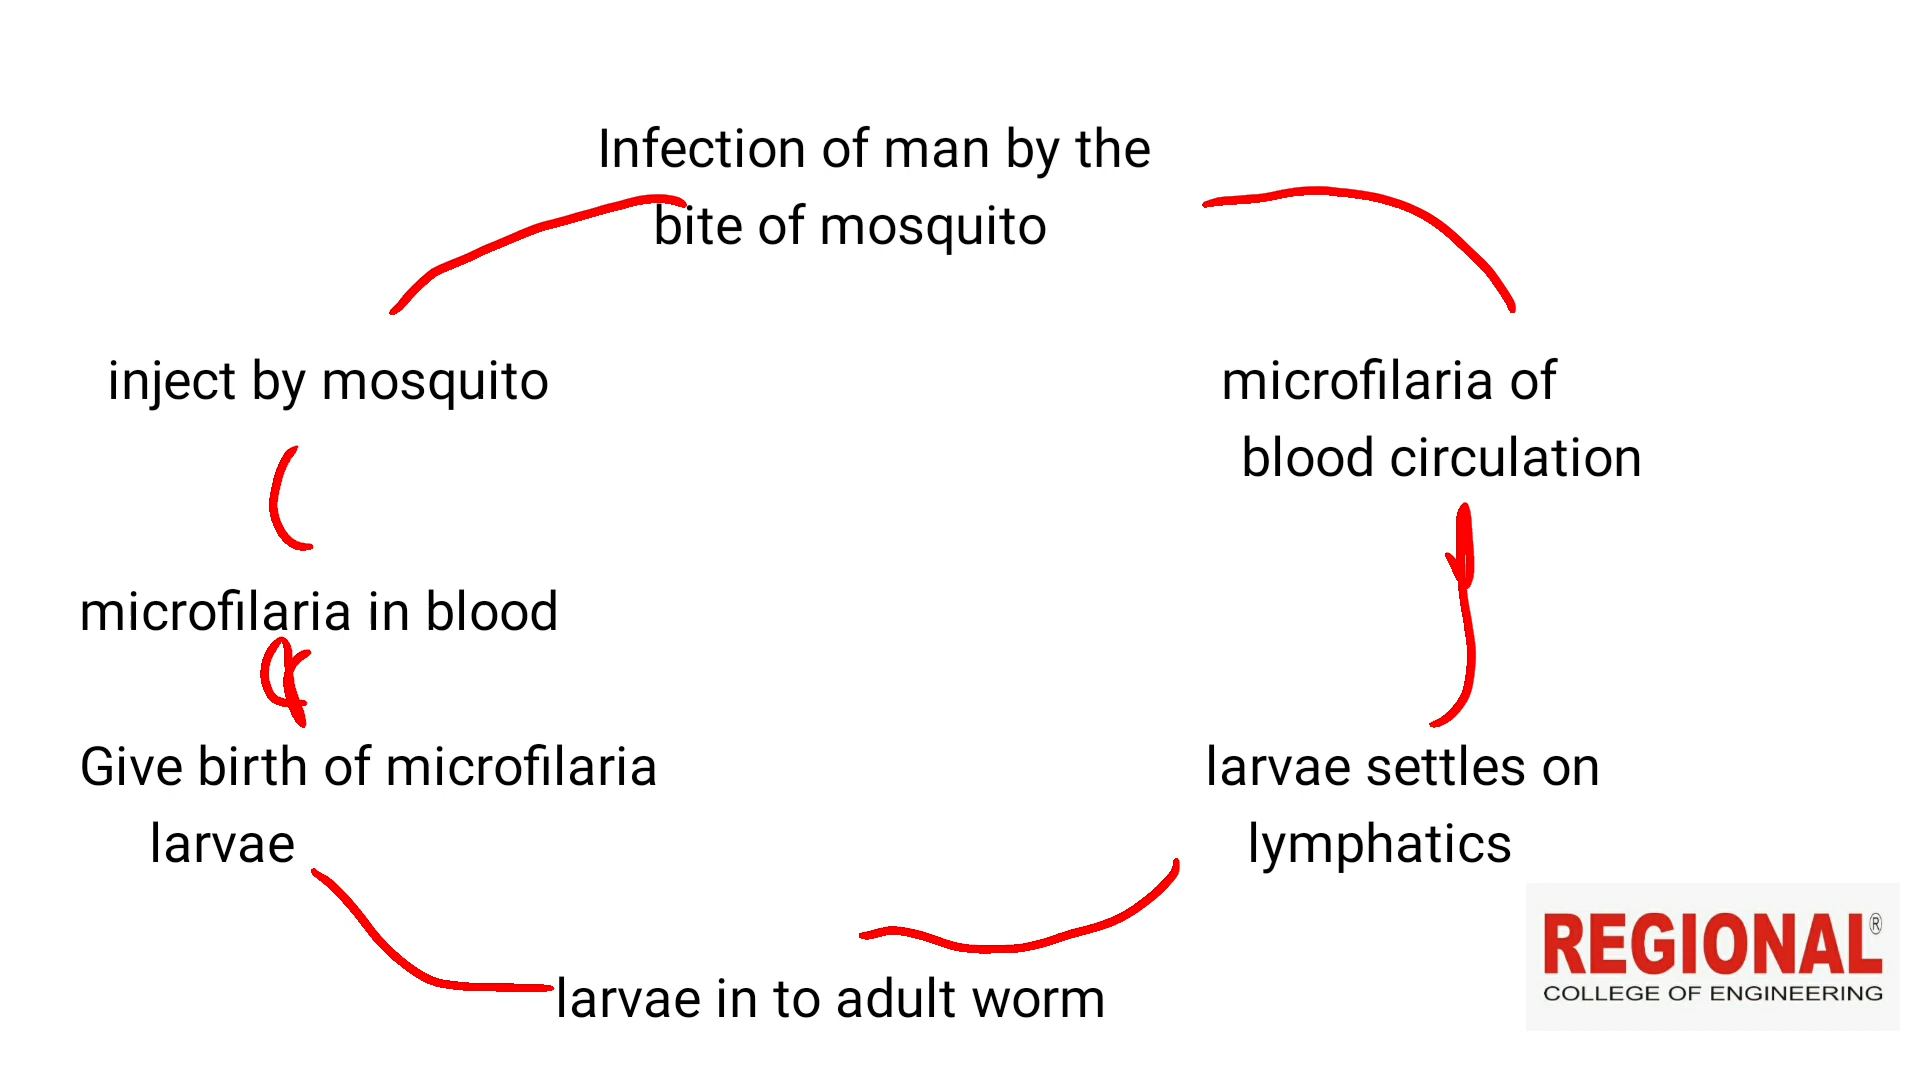 Infection of man by the
bite of mosquito
inject by mosquito
microfilaria of
blood circulation
microfilaria in blood
Give birth of microfilaria
larvae
larvae settles on
lymphatics
larvae in to adult worm
REGIONAL®
COLLEGE OF ENGINEERING